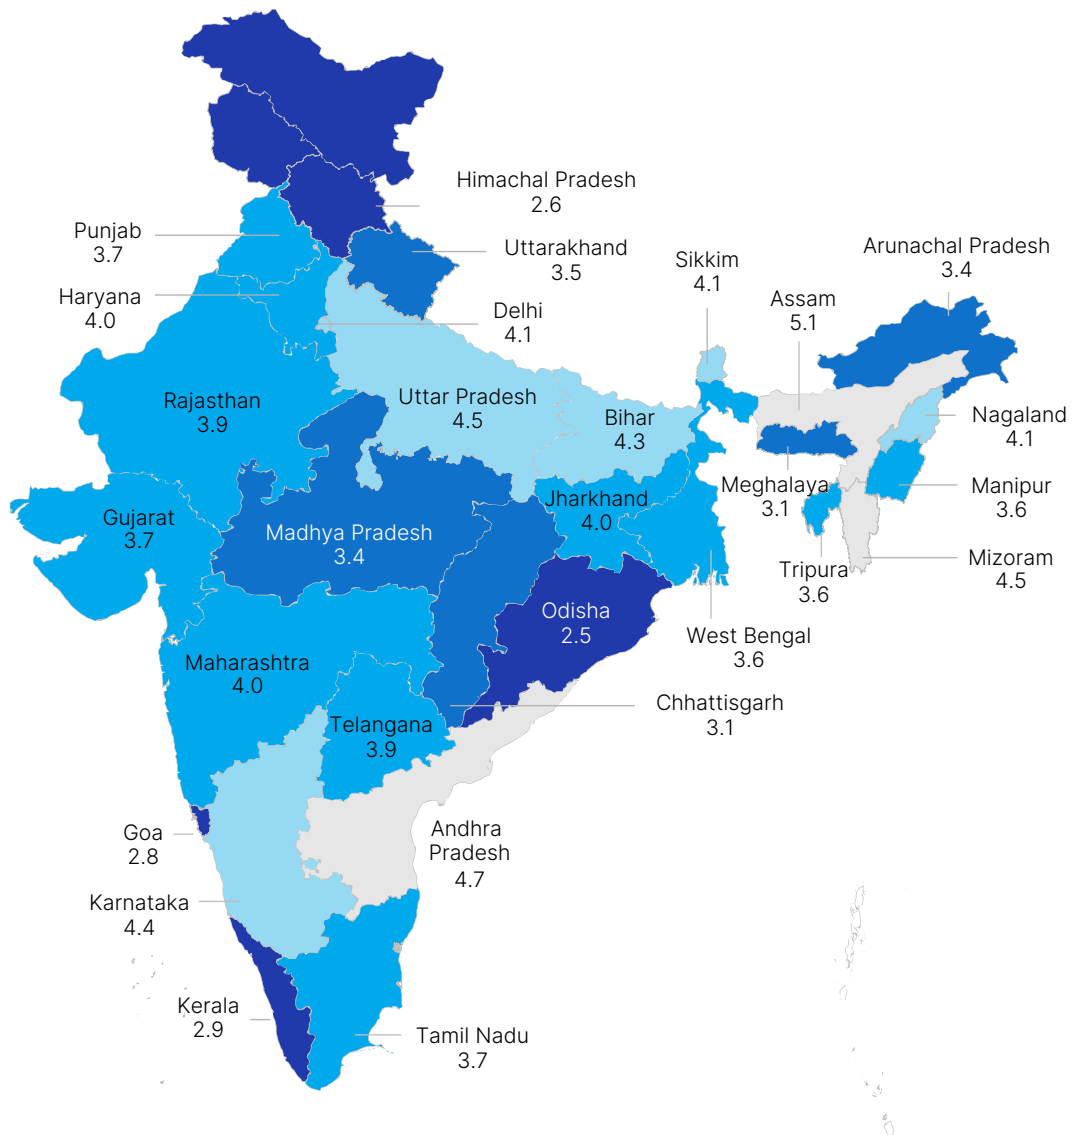 Himachal Pradesh
2.6
Punjab
3.7
Uttarakhand
3.5
Arunachal Pradesh
3.4
Sikkim
4.1
Haryana
4.0
Delhi
4.1
Assam
5.1
Rajasthan
3.9
Uttar Pradesh
4.5
Bihar
4.3
Nagaland
4.1
Meghalaya
3.1
Manipur
3.6
Jharkhand
4.0
Gujarat
3.7
Madhya Pradesh
3.4
Mizoram
4.5
Tripura
3.6
Odisha
2.5
West Bengal
3.6
Maharashtra
4.0
Chhattisgarh
3.1
Telangana
3.9
Goa
2.8
Andhra
Pradesh
4.7
Karnataka
4.4
Kerala
2.9
Tamil Nadu
3.7